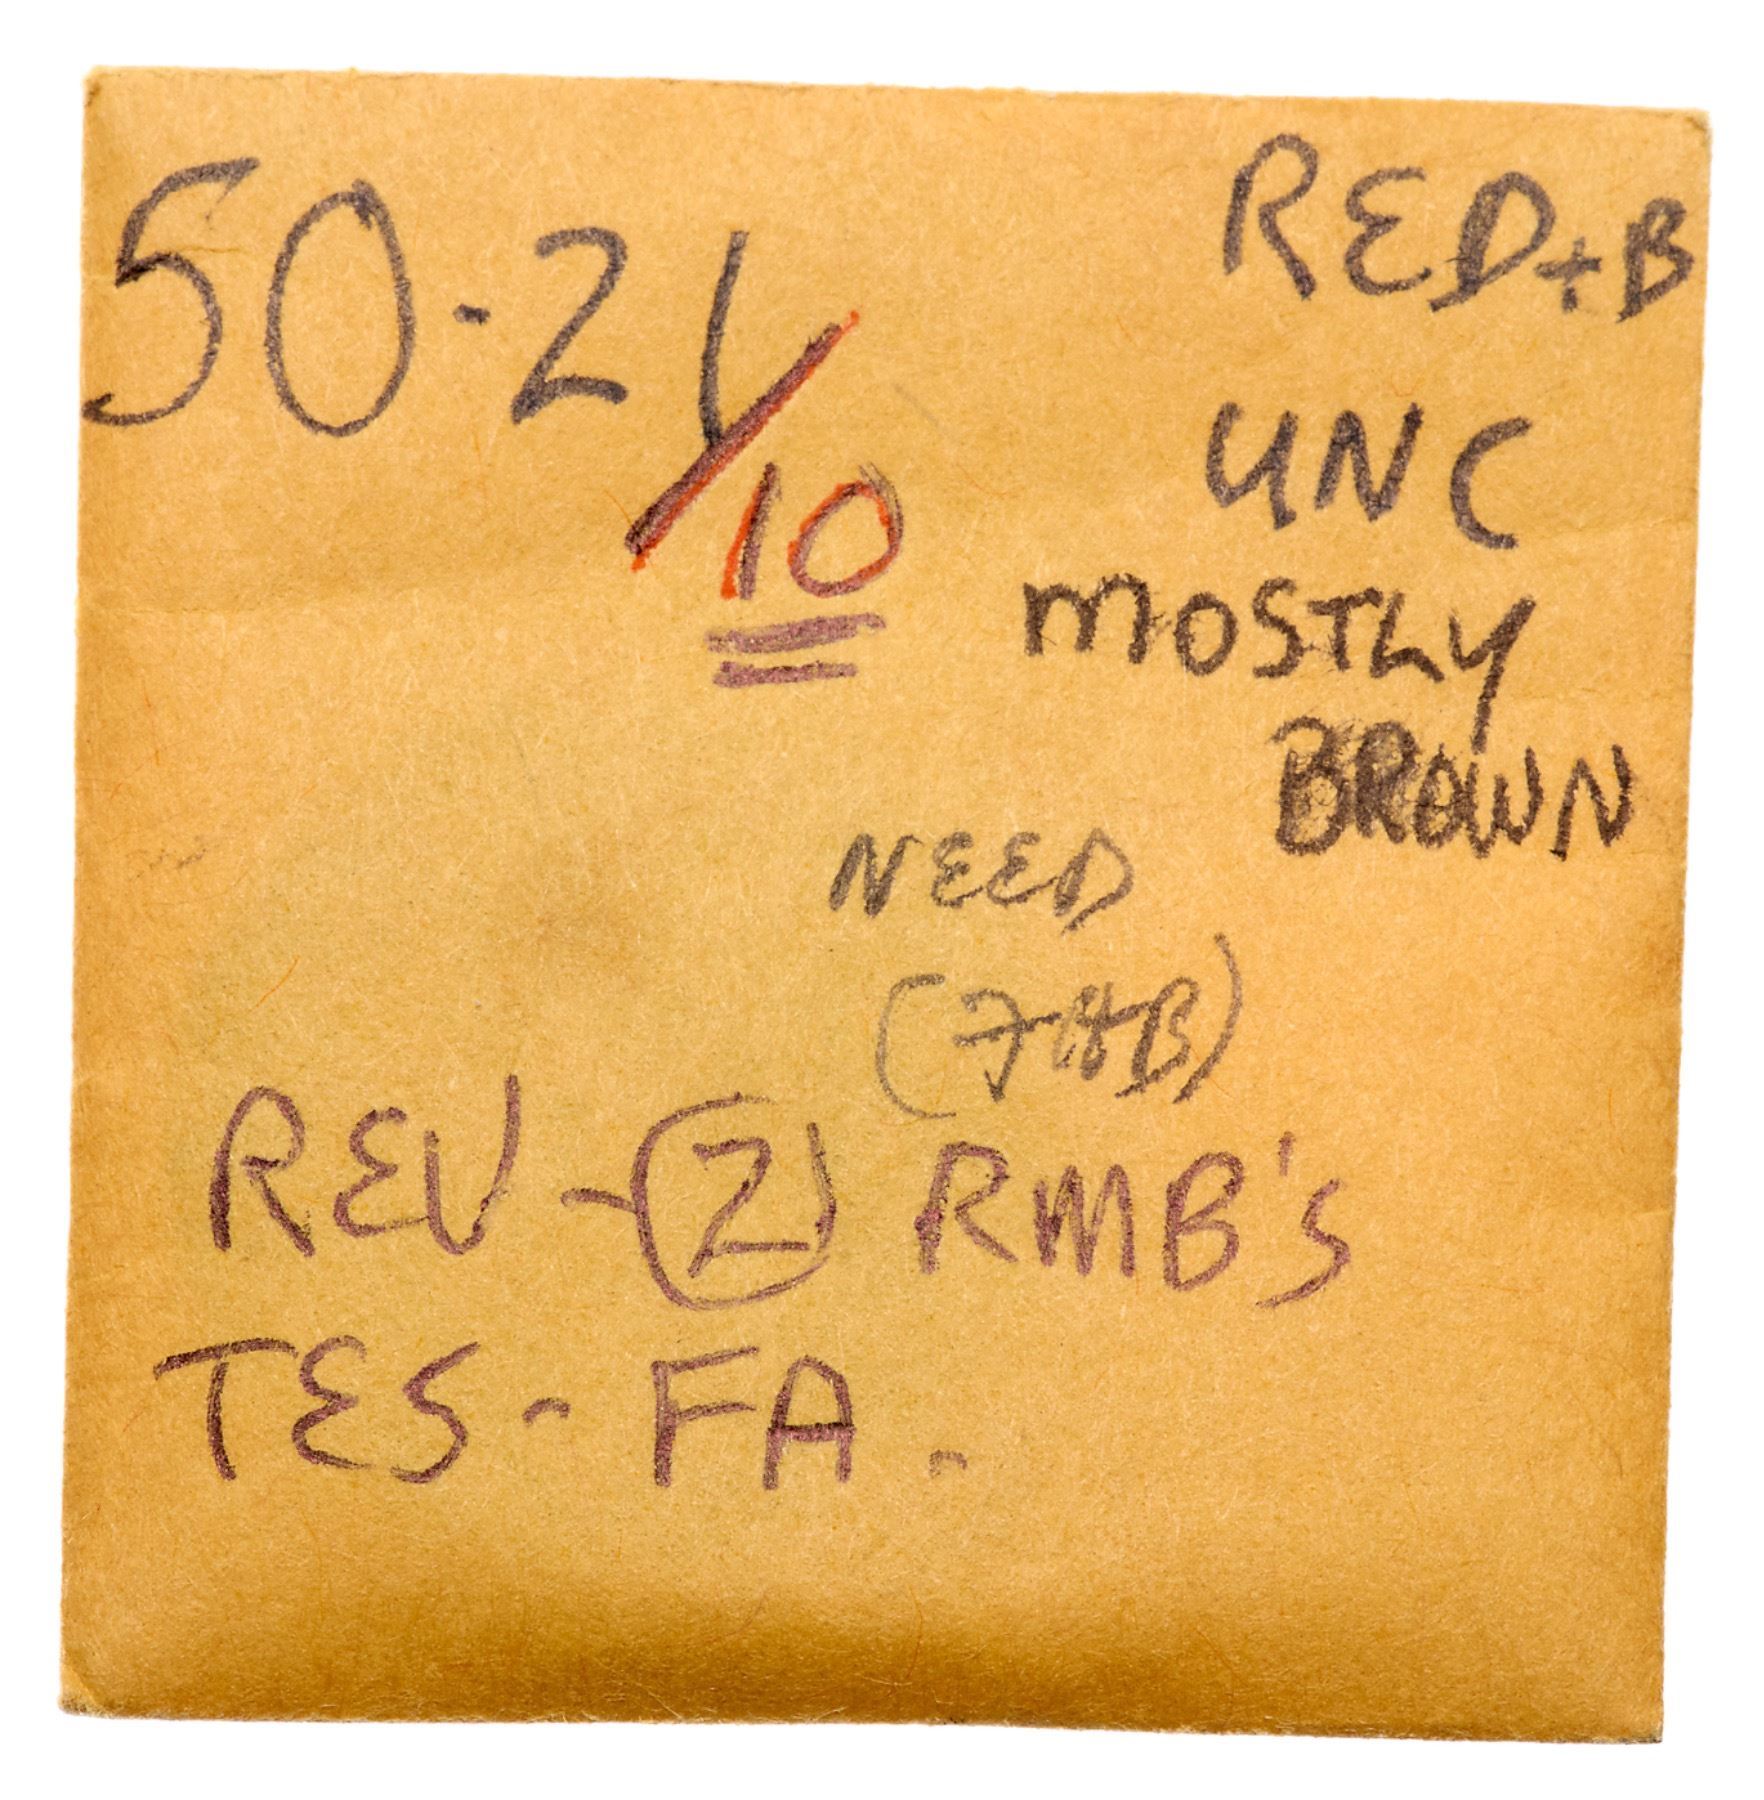 50-21/10
RED+B
UNC
MOSTLY
BROWN
NEED
REV-(2) RMB'S
TES-FA.